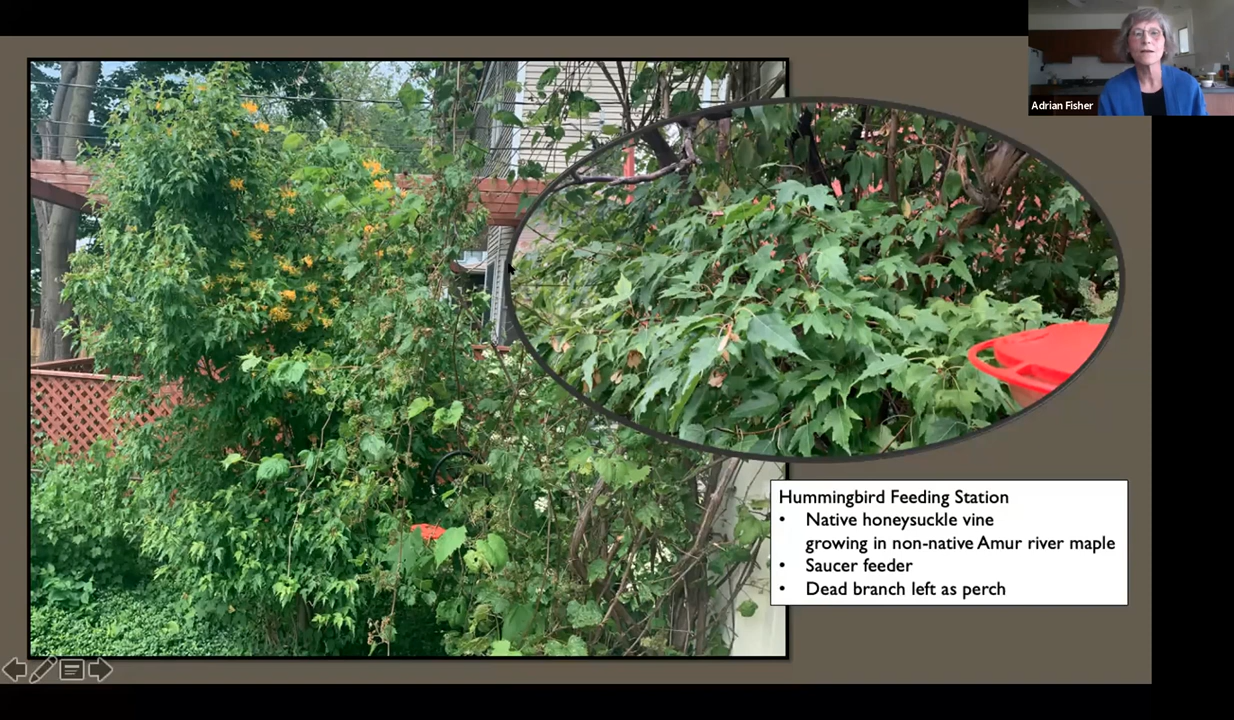 Adrian Fisher
Hummingbird Feeding Station
• Native honeysuckle vine
growing in non-native Amur river maple
• Saucer feeder
• Dead branch left as perch